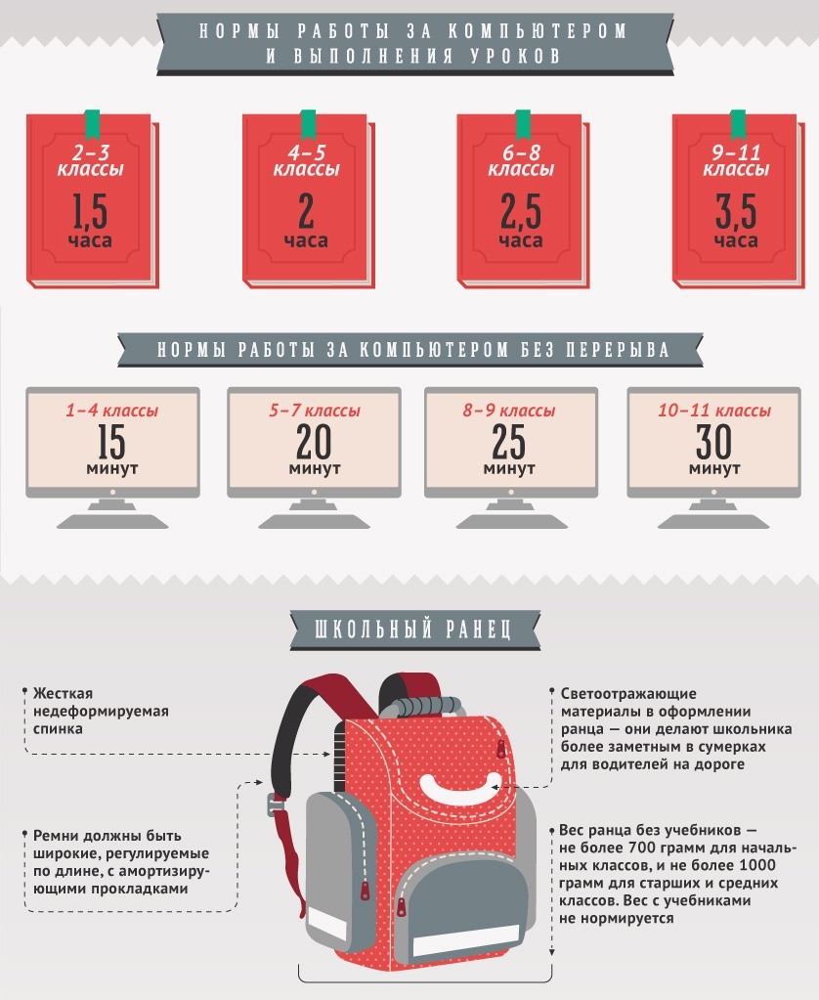 НОРМЫ РАБОТЫ ЗА КОМПЬЮТЕРОМ
И ВЫПОЛНЕНИЯ УРОКОВ
2–3
классы
1,5
часа
4–5
классы
2
часа
6–8
классы
2,5
часа
9–11
классы
3,5
часа
НОРМЫ РАБОТЫ ЗА КОМПЬЮТЕРОМ БЕЗ ПЕРЕРЫВА
1–4 классы
15
минут
5–7 классы
20
минут
8–9 классы
25
минут
10–11 классы
30
минут
ШКОЛЬНЫЙ РАНЕЦ
Жесткая
недеформируемая
спинка
Ремни должны быть
широкие, регулируемые
по длине, с амортизиру-
ющими прокладками
Светоотражающие
материалы в оформлении
ранца — они делают школьника
более заметным в сумерках
для водителей на дороге
Вес ранца без учебников —
не более 700 грамм для началь-
ных классов, и не более 1000
грамм для старших и средних
классов. Вес с учебниками
не нормируется